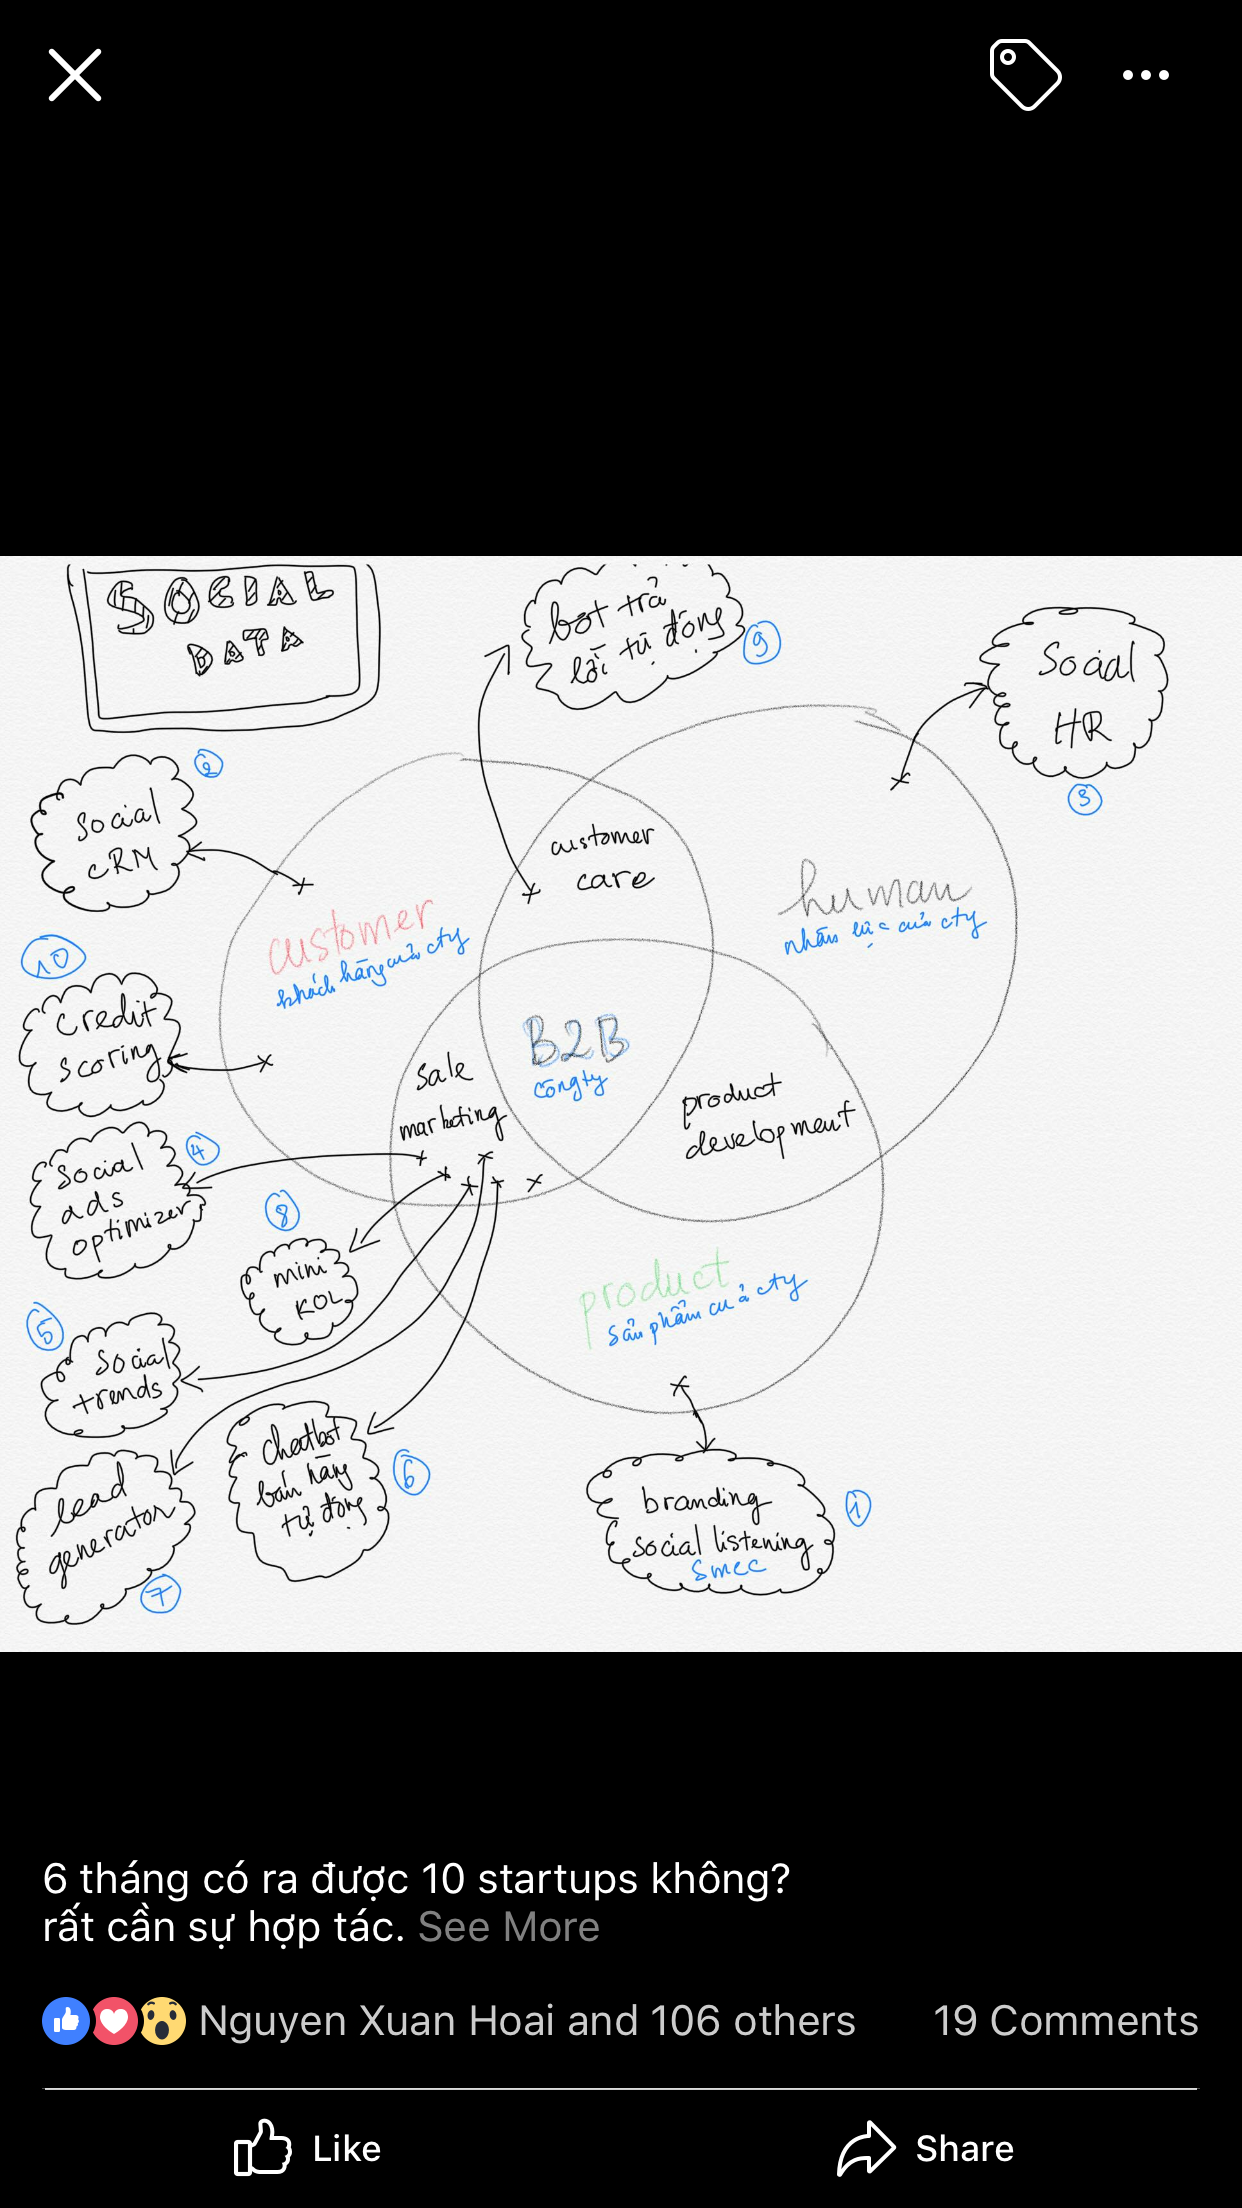 SOCIAL
DATA
bot trả
lời tự động
9
Social
HR
3
2
Social
CRM
customer
care
human
nhân lực của cty
customer
khách hàng của cty
10
Credit
scoring
B2B
công ty
sale
marketing
product
development
4
Social
ads
optimizer
8
mini
KOL
product
sản phẩm của cty
5
social
trends
chatbot
bán hàng
tự động
6
lead
generator
7
branding
social listening
smcc
1
6 tháng có ra được 10 startups không?
rất cần sự hợp tác. See More
Nguyen Xuan Hoai and 106 others
19 Comments
Like
Share